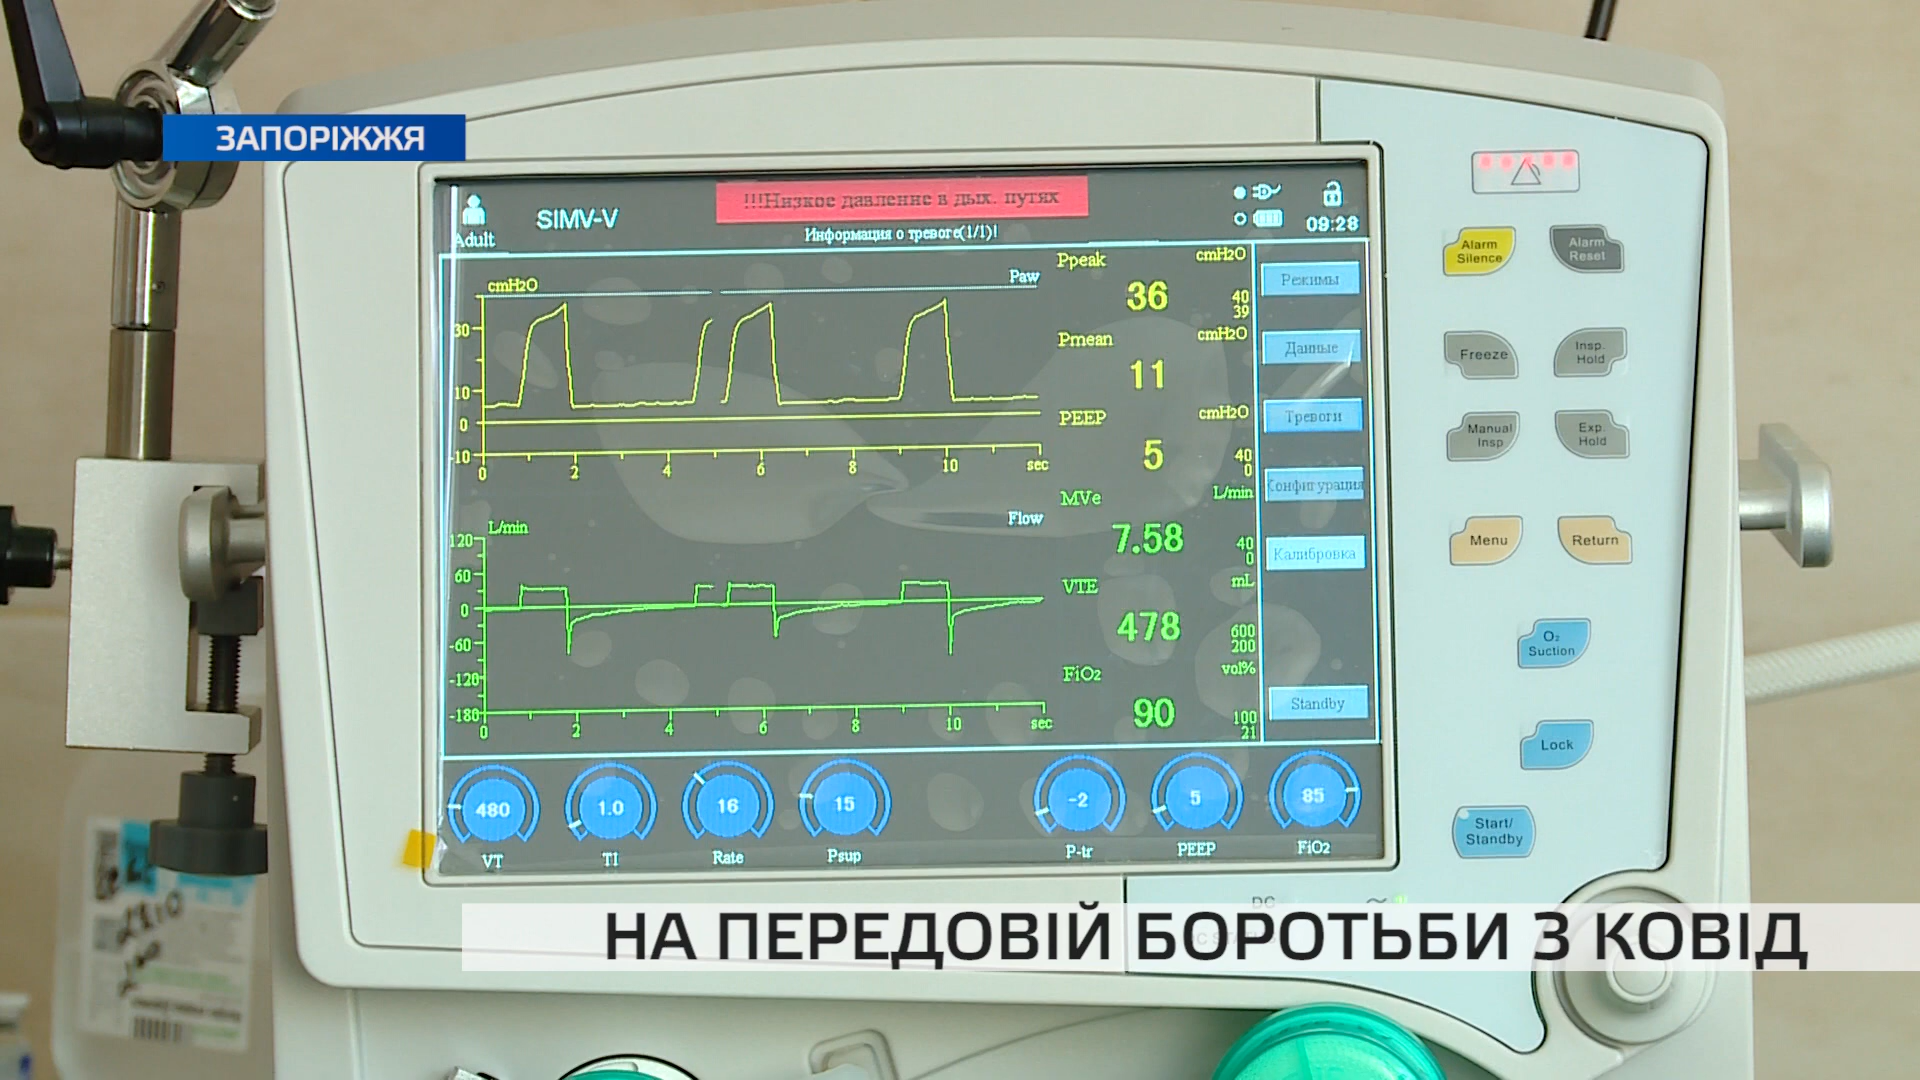 ЗАПОРІЖЖЯ
Adult
SIMV-V
!!!Низкое давление в дых. путях
Информация о тревоге(1/1)!
09:28
cmH2O
Paw
30
10
0
-10
0 2 4 6 8 10 sec
L/min
Flow
120
60
0
-60
-120
-180
0 2 4 6 8 10 sec
Ppeak cmH2O
36
40
39
Pmean cmH2O
11
PEEP cmH2O
5
40
0
MVe L/min
7.58
40
0
VTE mL
478
600
200
FiO2 vol%
90
100
21
Режимы
Данные
Тревоги
Конфигурация
Калибровка
Standby
480 1.0 16 15 -2 5 85
VT TI Rate Psup P-tr PEEP FiO2
Alarm Silence
Alarm Reset
Freeze
Insp. Hold
Manual Insp
Exp. Hold
Menu
Return
O2 Suction
Lock
Start/ Standby
DC
НА ПЕРЕДОВІЙ БОРОТЬБИ З КОВІД